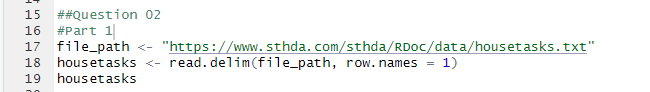 15 ##Question 02
16 #Part 1
17 file_path <- "https://www.sthda.com/sthda/RDoc/data/housetasks.txt"
18 housetasks <- read.delim(file_path, row.names = 1)
19 housetasks